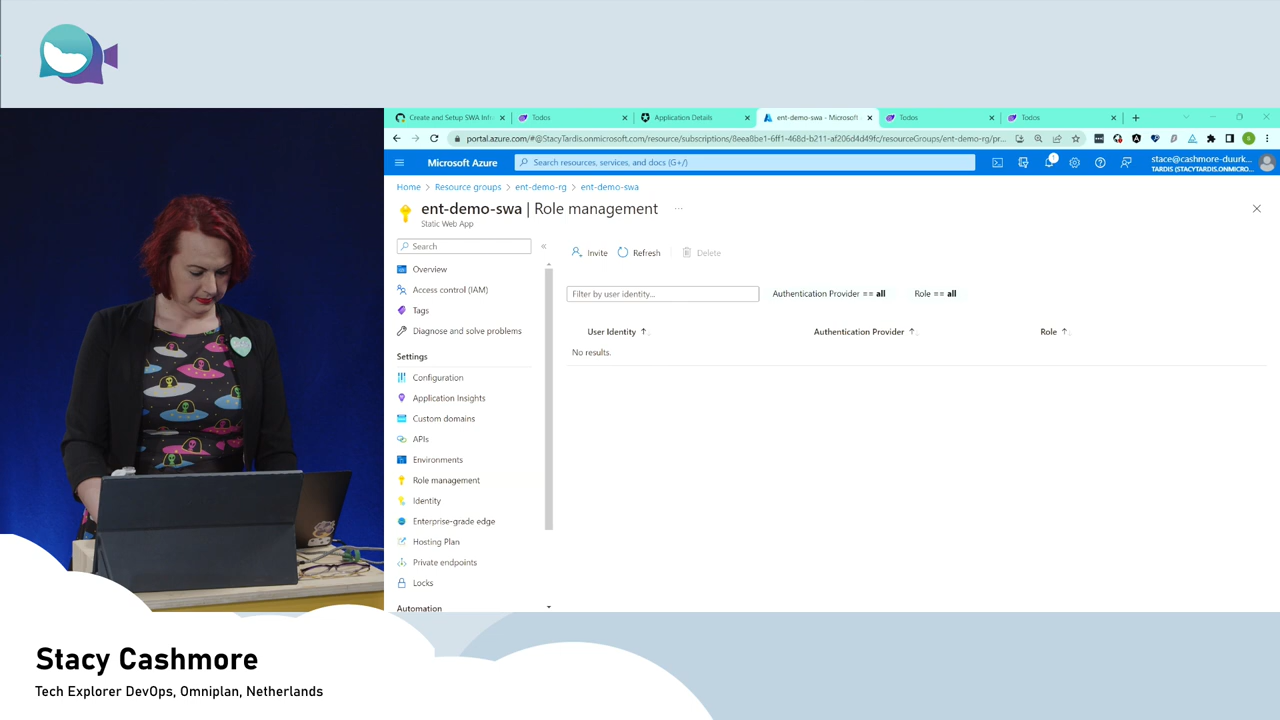 Create and Setup SWA Infr
Todos
Application Details
ent-demo-swa - Microsoft
Todos
Todos
portal.azure.com/#@StacyTardis.onmicrosoft.com/resource/subscriptions/8eea8be1-6ff1-468d-b211-af206d4d49fc/resourceGroups/ent-demo-rg/pr...
Microsoft Azure
Search resources, services, and docs (G+/)
1
stace@cashmore-duurk...
TARDIS (STACYTARDIS.ONMICRO...
Home > Resource groups > ent-demo-rg > ent-demo-swa
ent-demo-swa | Role management ...
Static Web App
Search
«
Invite
Refresh
Delete
Overview
Access control (IAM)
Tags
Diagnose and solve problems
Settings
Configuration
Application Insights
Custom domains
APIs
Environments
Role management
Identity
Enterprise-grade edge
Hosting Plan
Private endpoints
Locks
Automation
Filter by user identity...
Authentication Provider == all
Role == all
User Identity ↑
Authentication Provider ↑
Role ↑
No results.
Stacy Cashmore
Tech Explorer DevOps, Omniplan, Netherlands